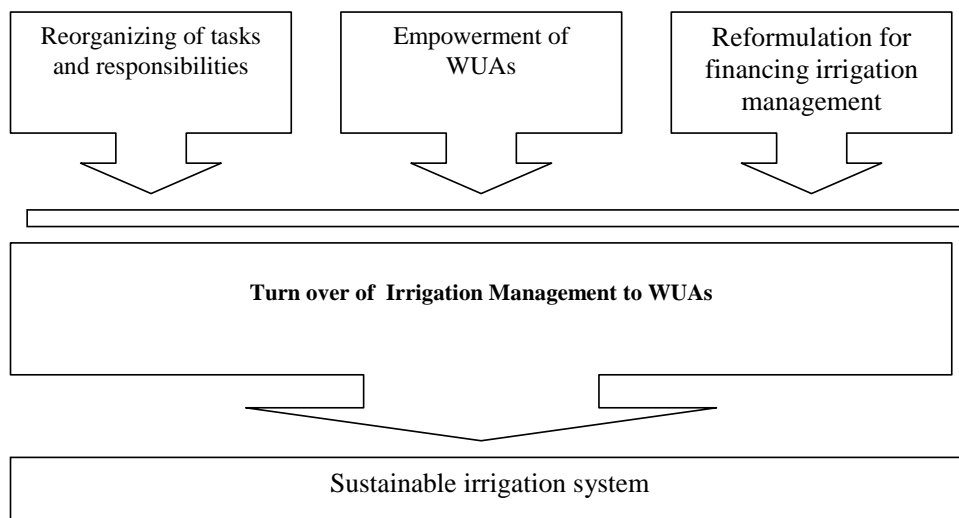 Reorganizing of tasks
and responsibilities
Empowerment of
WUAs
Reformulation for
financing irrigation
management
Turn over of Irrigation Management to WUAs
Sustainable irrigation system